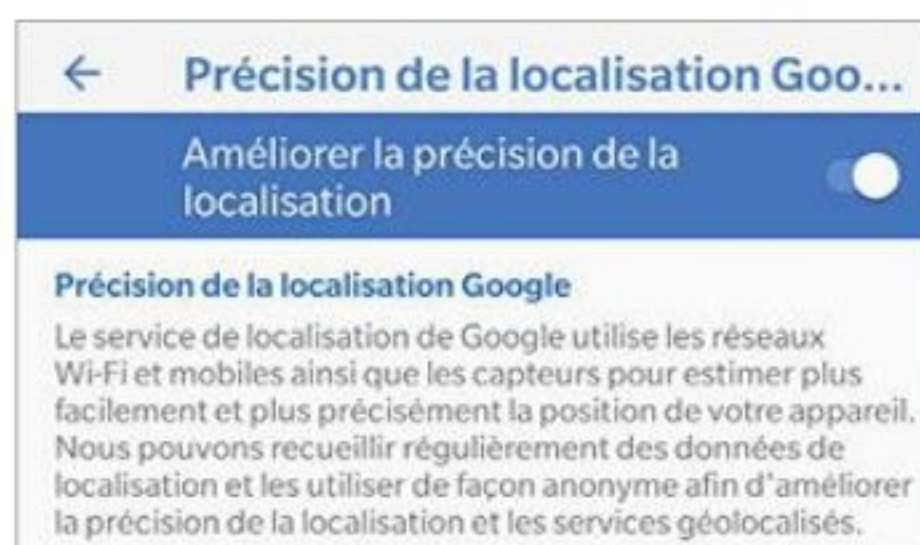 Précision de la localisation Goo...
Améliorer la précision de la
localisation
Précision de la localisation Google
Le service de localisation de Google utilise les réseaux
Wi-Fi et mobiles ainsi que les capteurs pour estimer plus
facilement et plus précisément la position de votre appareil.
Nous pouvons recueillir régulièrement des données de
localisation et les utiliser de façon anonyme afin d'améliorer
la précision de la localisation et les services géolocalisés.